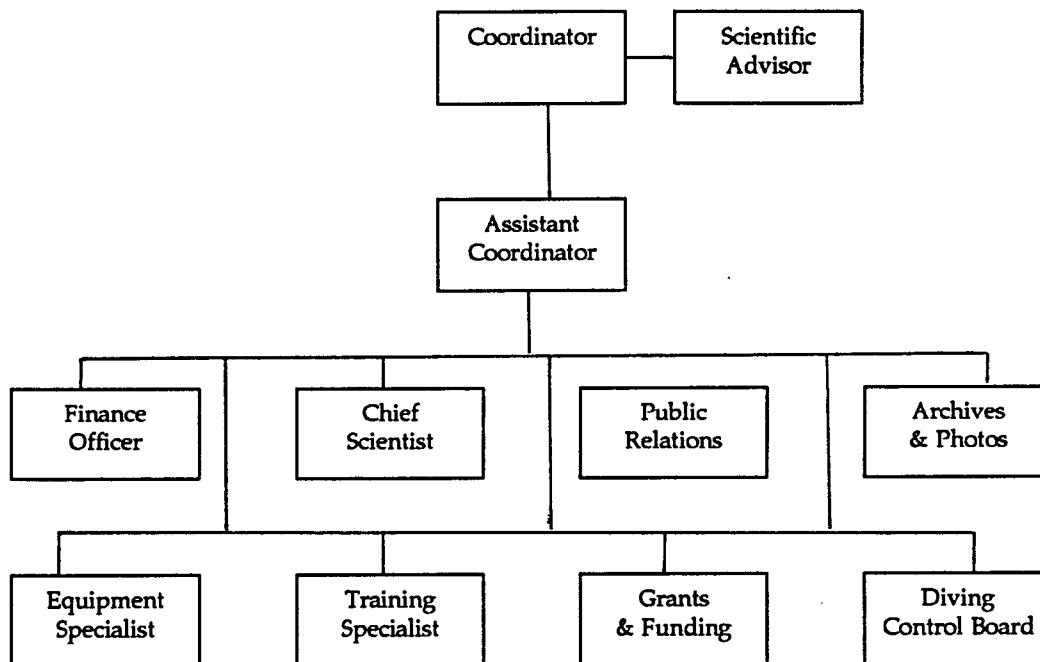 Coordinator
Scientific
Advisor
Assistant
Coordinator
Finance
Officer
Chief
Scientist
Public
Relations
Archives
& Photos
Equipment
Specialist
Training
Specialist
Grants
& Funding
Diving
Control Board